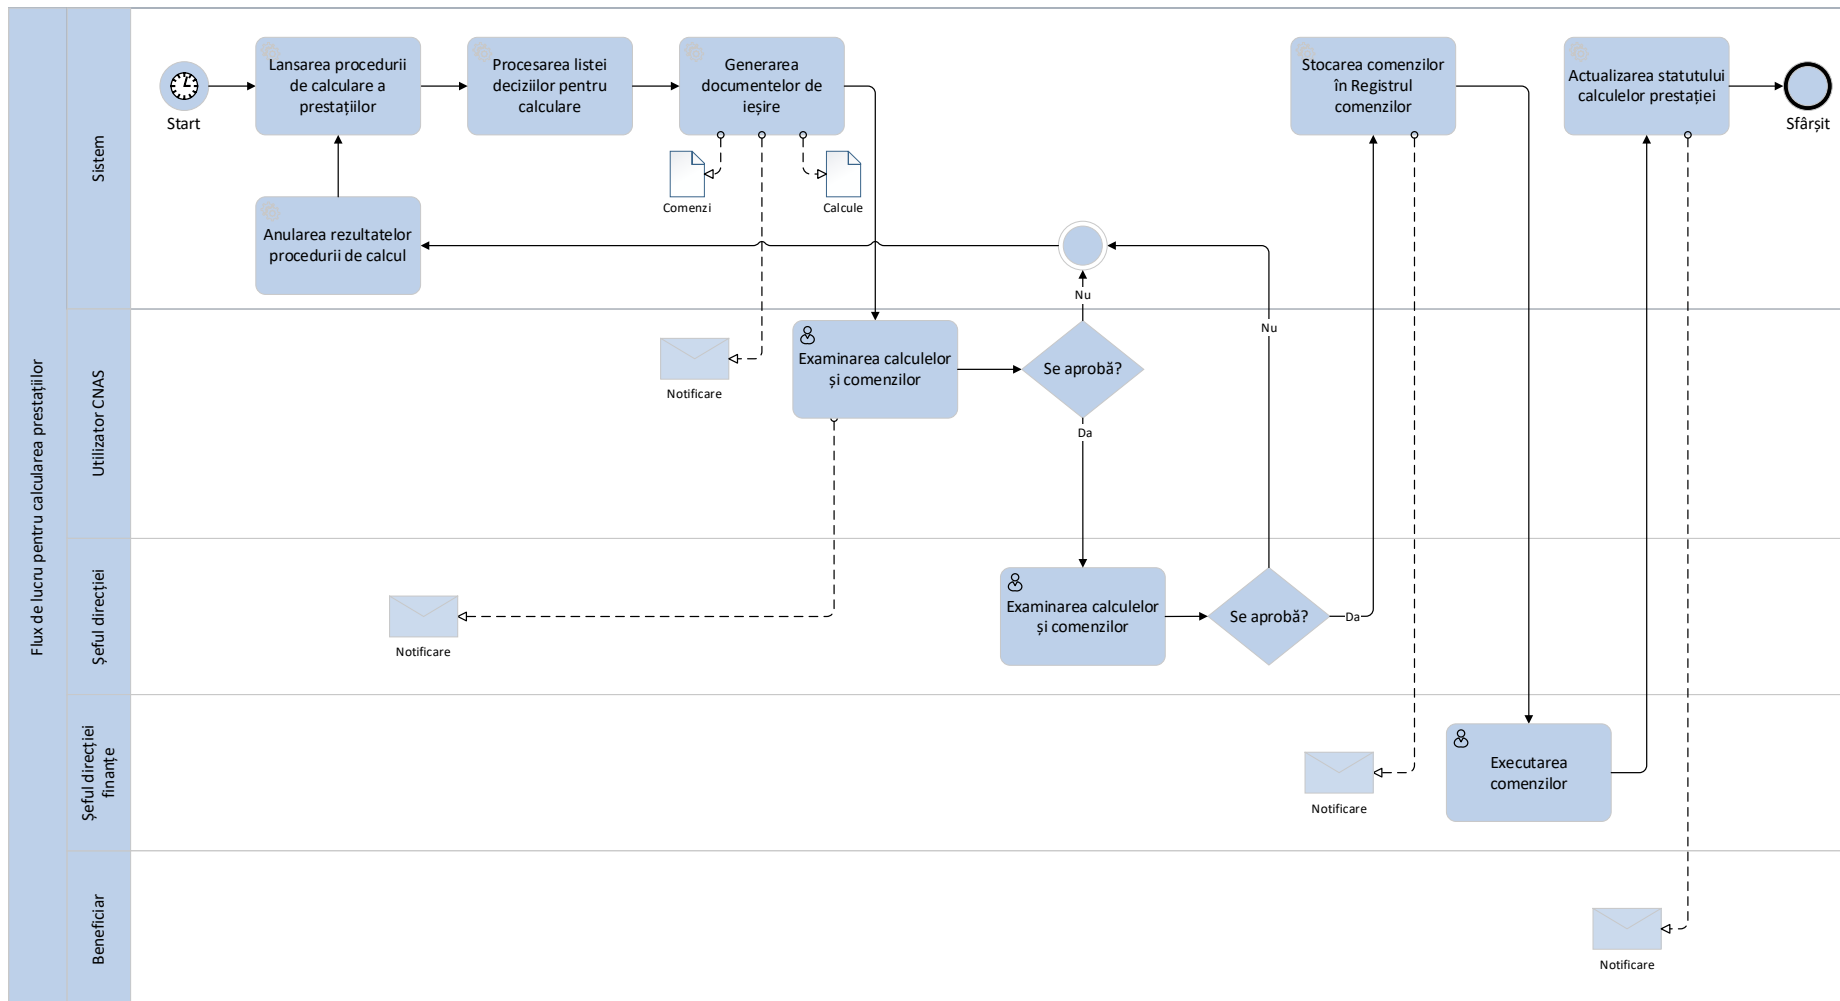 Flux de lucru pentru calcularea prestațiilor
Sistem
Start
Lansarea procedurii
de calculare a
prestațiilor
Procesarea listei
deciziilor pentru
calculare
Generarea
documentelor de
ieșire
Comenzi
Calcule
Stocarea comenzilor
în Registrul
comenzilor
Actualizarea statutului
calculelor prestației
Sfârșit
Anularea rezultatelor
procedurii de calcul
Nu
Utilizator CNAS
Notificare
Examinarea calculelor
și comenzilor
Se aprobă?
Nu
Da
Șeful direcției
Notificare
Examinarea calculelor
și comenzilor
Se aprobă?
Da
Șeful direcției
finanțe
Notificare
Executarea
comenzilor
Beneficiar
Notificare